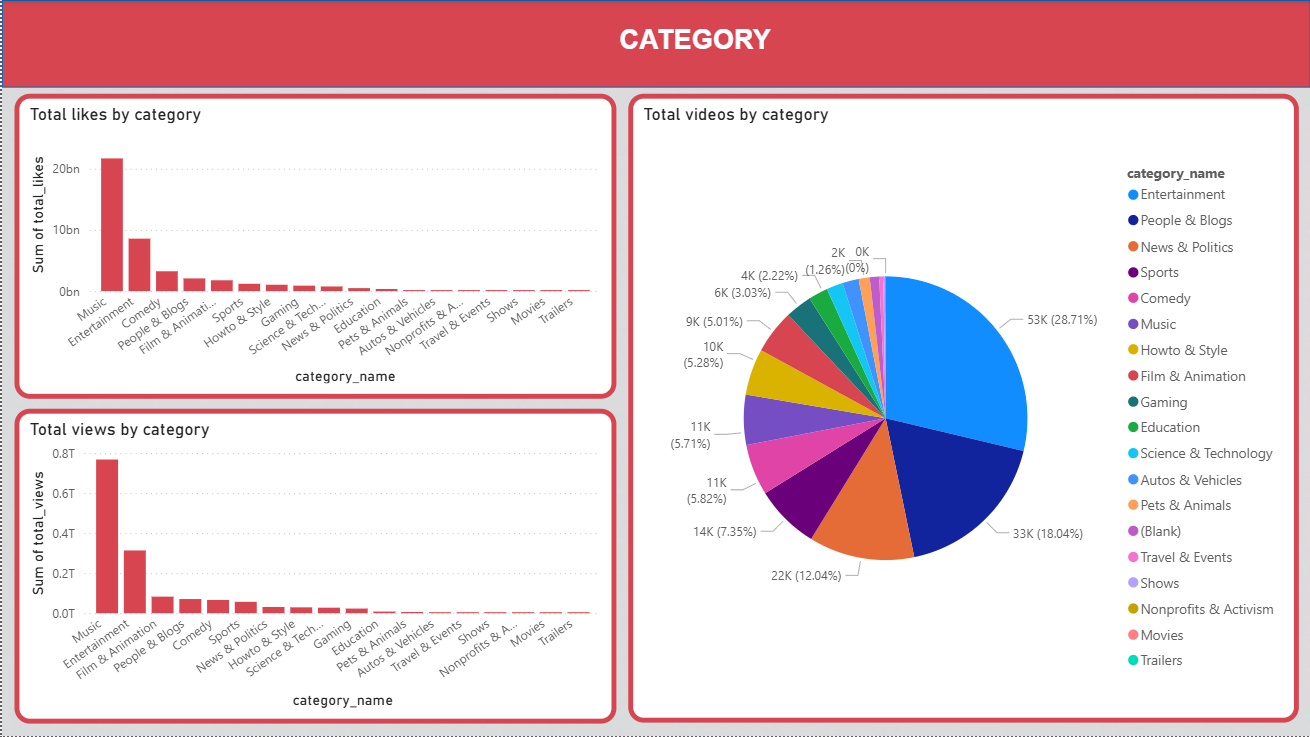 CATEGORY
Total likes by category
Sum of total_likes
20bn
10bn
0bn
Music
Entertainment
Comedy
People & Blogs
Film & Animati...
Sports
Howto & Style
Gaming
Science & Tech...
News & Politics
Education
Pets & Animals
Autos & Vehicles
Nonprofits & A...
Travel & Events
Shows
Movies
Trailers
category_name
Total views by category
Sum of total_views
0.8T
0.6T
0.4T
0.2T
0.0T
Music
Entertainment
Film & Animation
People & Blogs
Comedy
Sports
News & Politics
Howto & Style
Science & Tech...
Gaming
Education
Pets & Animals
Autos & Vehicles
Travel & Events
Shows
Nonprofits & A...
Movies
Trailers
category_name
Total videos by category
53K (28.71%)
33K (18.04%)
22K (12.04%)
14K (7.35%)
11K
(5.82%)
11K
(5.71%)
10K
(5.28%)
9K (5.01%)
6K (3.03%)
4K (2.22%)
2K
(1.26%)
0K
(0%)
category_name
Entertainment
People & Blogs
News & Politics
Sports
Comedy
Music
Howto & Style
Film & Animation
Gaming
Education
Science & Technology
Autos & Vehicles
Pets & Animals
(Blank)
Travel & Events
Shows
Nonprofits & Activism
Movies
Trailers